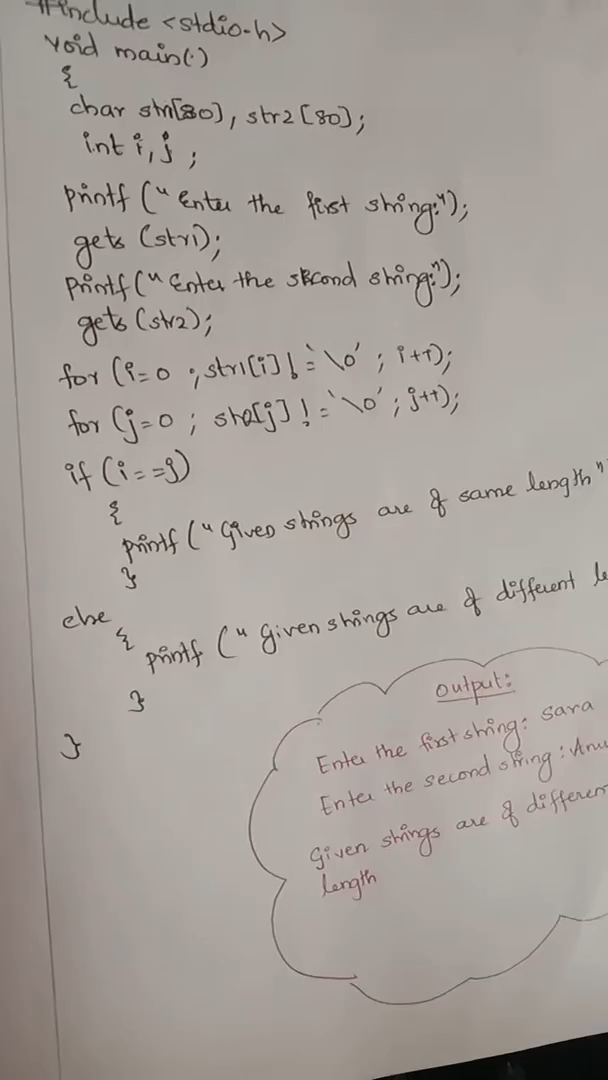 #include <stdio.h>
void main()
{
char str1[80], str2[80];
int i, j ;
printf ("Enter the first string:");
gets (str1);
printf ("Enter the second string:");
gets (str2);
for (i=0 ; str1[i] != '\0' ; i++);
for (j=0 ; str2[j] != '\0' ; j++);
if (i==j)
{
printf ("Given strings are of same length"
}
else
{
printf ("Given strings are of different le
}
}
Output:
Enter the first string: sara
Enter the second string: Anu
Given strings are of differen
length